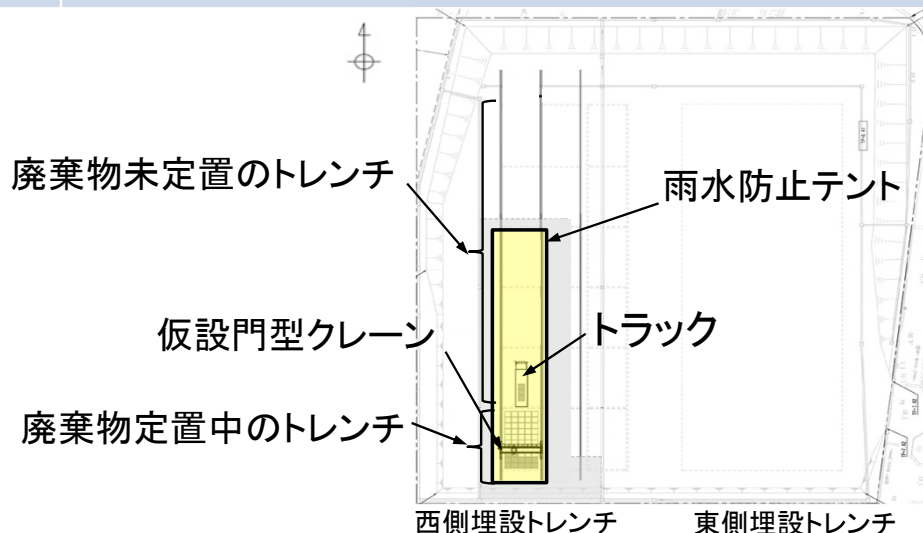 廃棄物未定置のトレンチ
雨水防止テント
仮設門型クレーン
トラック
廃棄物定置中のトレンチ
西側埋設トレンチ
東側埋設トレンチ